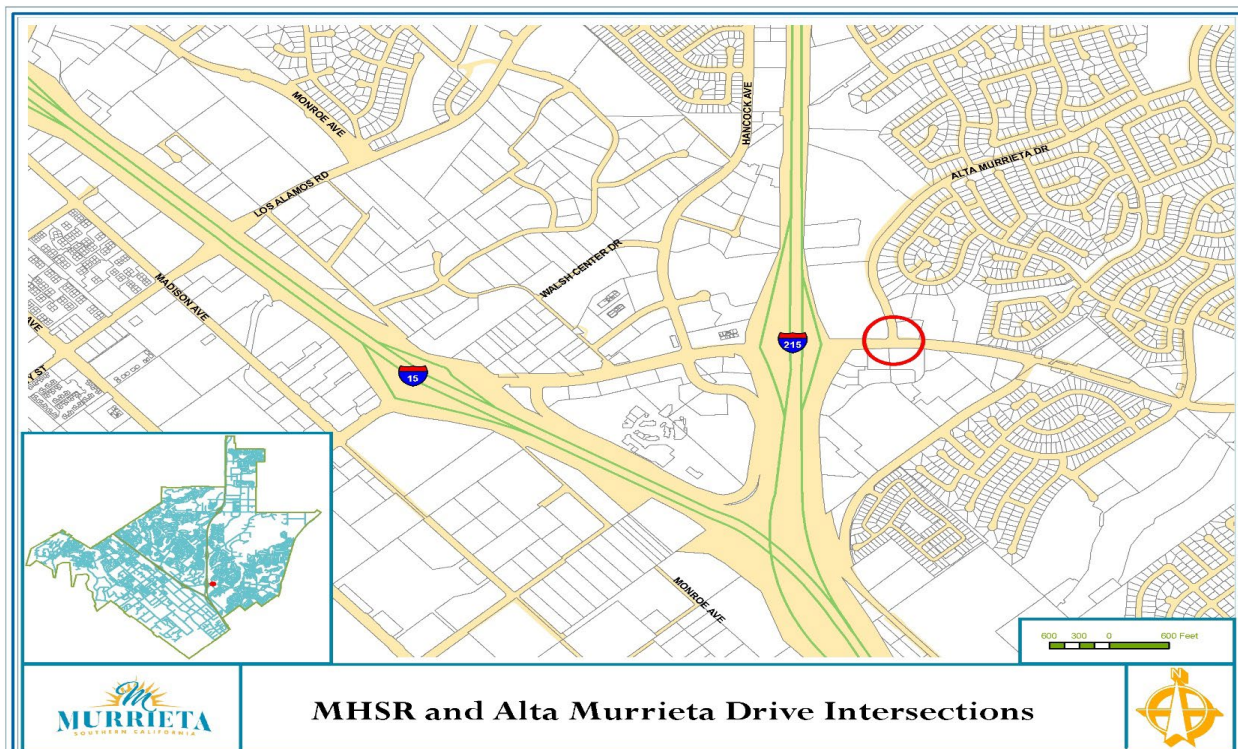 MONROE AVE
HANCOCK AVE
ALTA MURRIETA DR
LOS ALAMOS RD
WALSH CENTER DR
MADISON AVE
AVE
Y ST
15
215
MONROE AVE
600 300 0 600 Feet
M
MURRIETA
SOUTHERN CALIFORNIA
MHSR and Alta Murrieta Drive Intersections
N